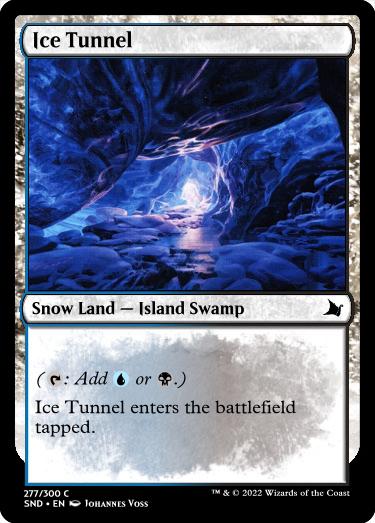 Ice Tunnel
Snow Land — Island Swamp
( : Add or .)
Ice Tunnel enters the battlefield
tapped.
277/300 C
SND • EN Johannes Voss
™ & © 2022 Wizards of the Coast